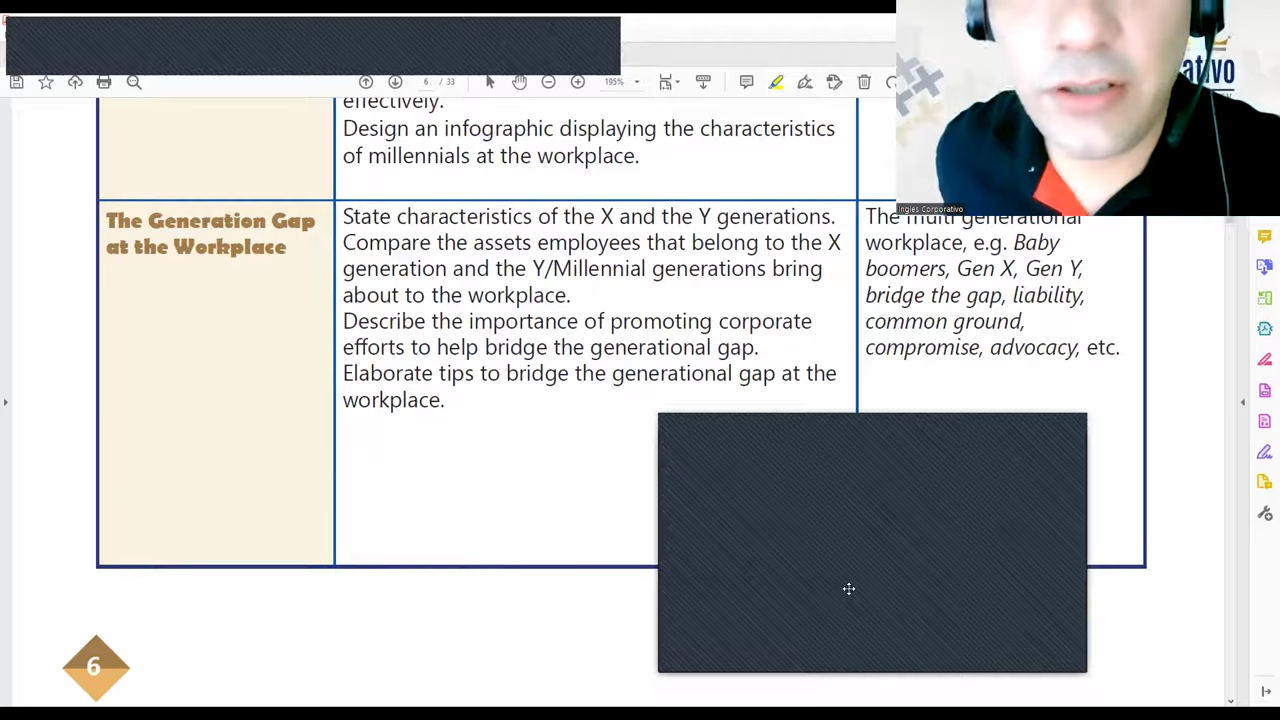 6 / 33
195%
ativo
Ingles Corporativo
effectively.
Design an infographic displaying the characteristics
of millennials at the workplace.
The Generation Gap
at the Workplace
State characteristics of the X and the Y generations.
Compare the assets employees that belong to the X
generation and the Y/Millennial generations bring
about to the workplace.
Describe the importance of promoting corporate
efforts to help bridge the generational gap.
Elaborate tips to bridge the generational gap at the
workplace.
The multi generational
workplace, e.g. Baby
boomers, Gen X, Gen Y,
bridge the gap, liability,
common ground,
compromise, advocacy, etc.
6